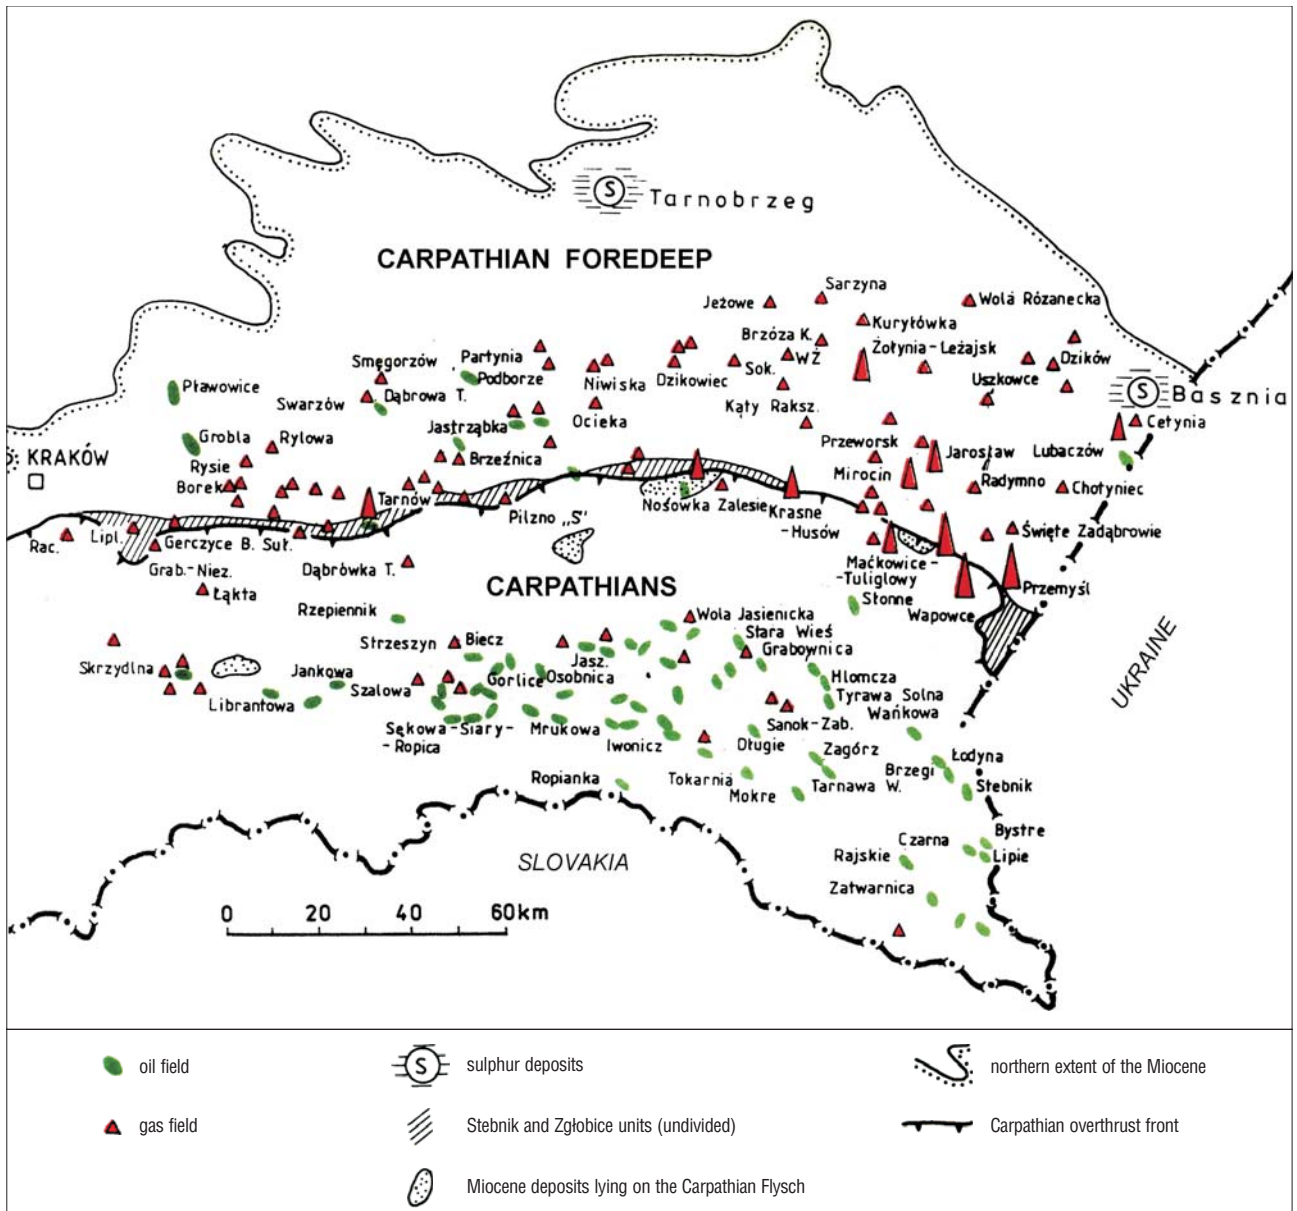 S
Tarnobrzeg
CARPATHIAN FOREDEEP
Sarzyna
Jeżowe
Wola Różanecka
Kuryłówka
Brzóza K.
Smęgorzów
Partynia
WŻ
Żołynia-Leżajsk
Dzików
Podborze
Niwiska
Dzikowiec
Sok.
Uszkowce
S
Basznia
Pławowice
Swarzów
Dąbrowa T.
Kąty Raksz.
Jastrząbka
Ocieka
Cetynia
Grobla
Rylowa
Przeworsk
Jarosław
Lubaczów
KRAKÓW
Rysie
Brzeźnica
Mirocin
Borek
Radymno
Chotyniec
Tarnów
Nosówka
Zalesie
Krasne
-Husów
Pilzno „S"
Rac.
Lipl.
Gerczyce B. Suł.
Święte Zadąbrowie
Grab.-Niez.
Dąbrówka T.
Maćkowice-
-Tuligłowy
Łąkta
CARPATHIANS
Przemyśl
Słonne
Wapowce
Rzepiennik
Wola Jasienicka
Strzeszyn
Biecz
Stara Wieś
Grabownica
Jasz.
Skrzydlna
Jankowa
Gorlice
Osobnica
Hłomcza
Szalowa
Tyrawa Solna
Librantowa
Wańkowa
UKRAINE
Sękowa-Siary-
-Ropica
Mrukowa
Sanok-Zab.
Iwonicz
Długie
Zagórz
Łodyna
Ropianka
Tokarnia
Brzegi
Tarnawa W.
Stebnik
Mokre
Bystre
Czarna
SLOVAKIA
Rajskie
Lipie
Zatwarnica
0 20 40 60km
oil field
S
sulphur deposits
northern extent of the Miocene
gas field
Stebnik and Zgłobice units (undivided)
Carpathian overthrust front
Miocene deposits lying on the Carpathian Flysch